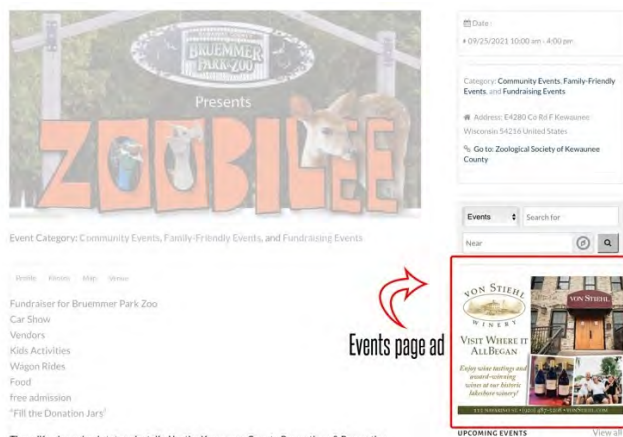 BRUEMMER
PARK-ZOO
Presents
ZOOBILEE
Event Category: Community Events, Family-Friendly Events, and Fundraising Events
Profile Photos Map Venue
Fundraiser for Bruemmer Park Zoo
Car Show
Vendors
Kids Activities
Wagon Rides
Food
free admission
"Fill the Donation Jars"
Date
09/25/2021 10:00 am - 4:00 pm
Category: Community Events, Family-Friendly
Events, and Fundraising Events
Address: E4280 Co Rd F Kewaunee
Wisconsin 54216 United States
Go to: Zoological Society of Kewaunee
County
Events
Search for
Near
Events page ad
VON STIEHL
WINERY
VISIT WHERE IT
ALL BEGAN
Enjoy wine tastings and
award-winning
wines at our historic
lakeshore winery!
VON STIEHL
UPCOMING EVENTS
View all